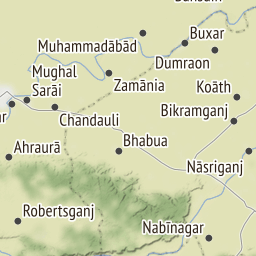 Muhammadābād
Buxar
Dumraon
Mughal
Sarāi
Zamānia
Koāth
Chandauli
Bikramganj
Ahraurā
Bhabua
Nāsriganj
Robertsganj
Nabīnagar